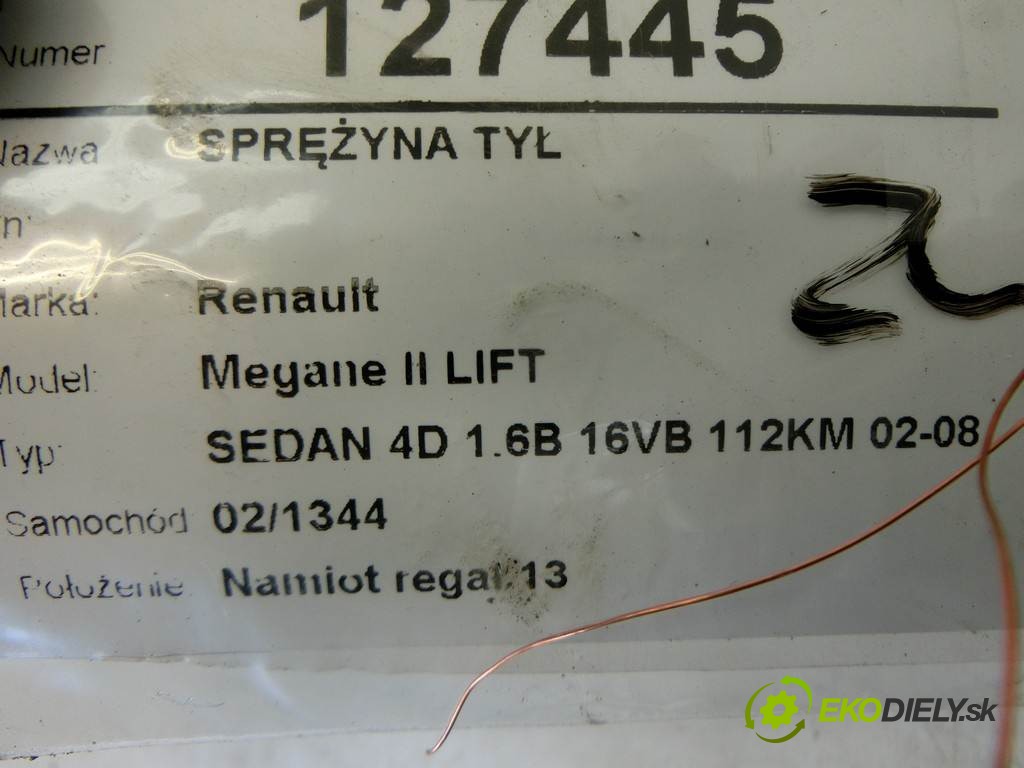 Numer 127445
Nazwa SPRĘŻYNA TYŁ
Marka: Renault
Model: Megane II LIFT
Typ: SEDAN 4D 1.6B 16VB 112KM 02-08
Samochód 02/1344
Położenie Namiot regał 13
EKODIELY.sk